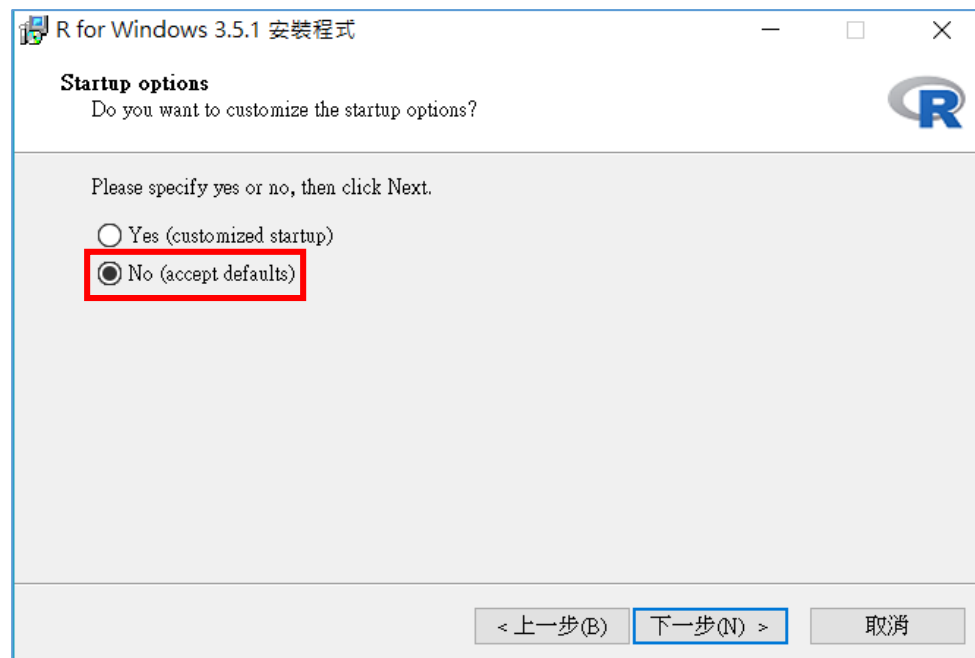 R for Windows 3.5.1 安裝程式
Startup options
Do you want to customize the startup options?
R
Please specify yes or no, then click Next.
Yes (customized startup)
No (accept defaults)
< 上一步(B)
下一步(N) >
取消